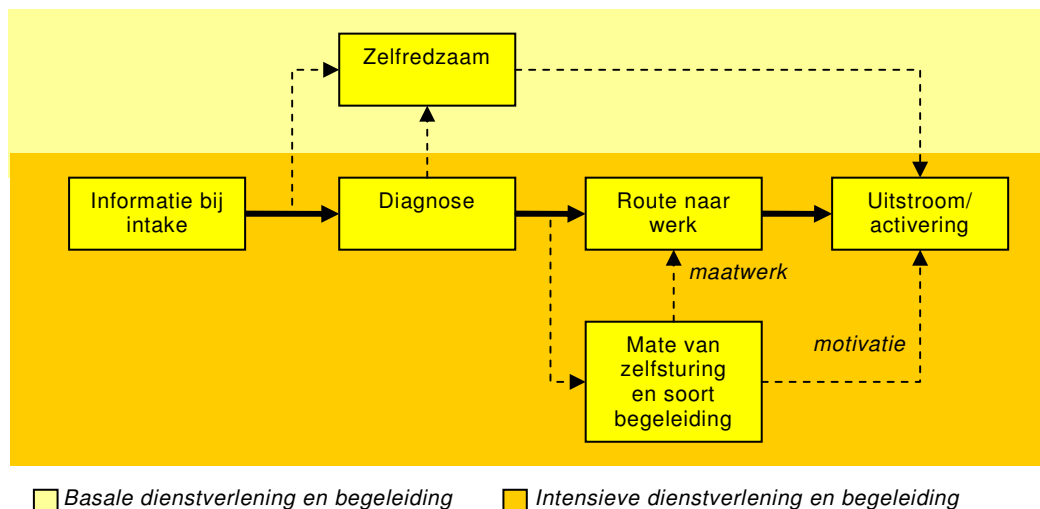 Zelfredzaam
Informatie bij
intake
Diagnose
Route naar
werk
Uitstroom/
activering
maatwerk
Mate van
zelfsturing
en soort
begeleiding
motivatie
Basale dienstverlening en begeleiding
Intensieve dienstverlening en begeleiding